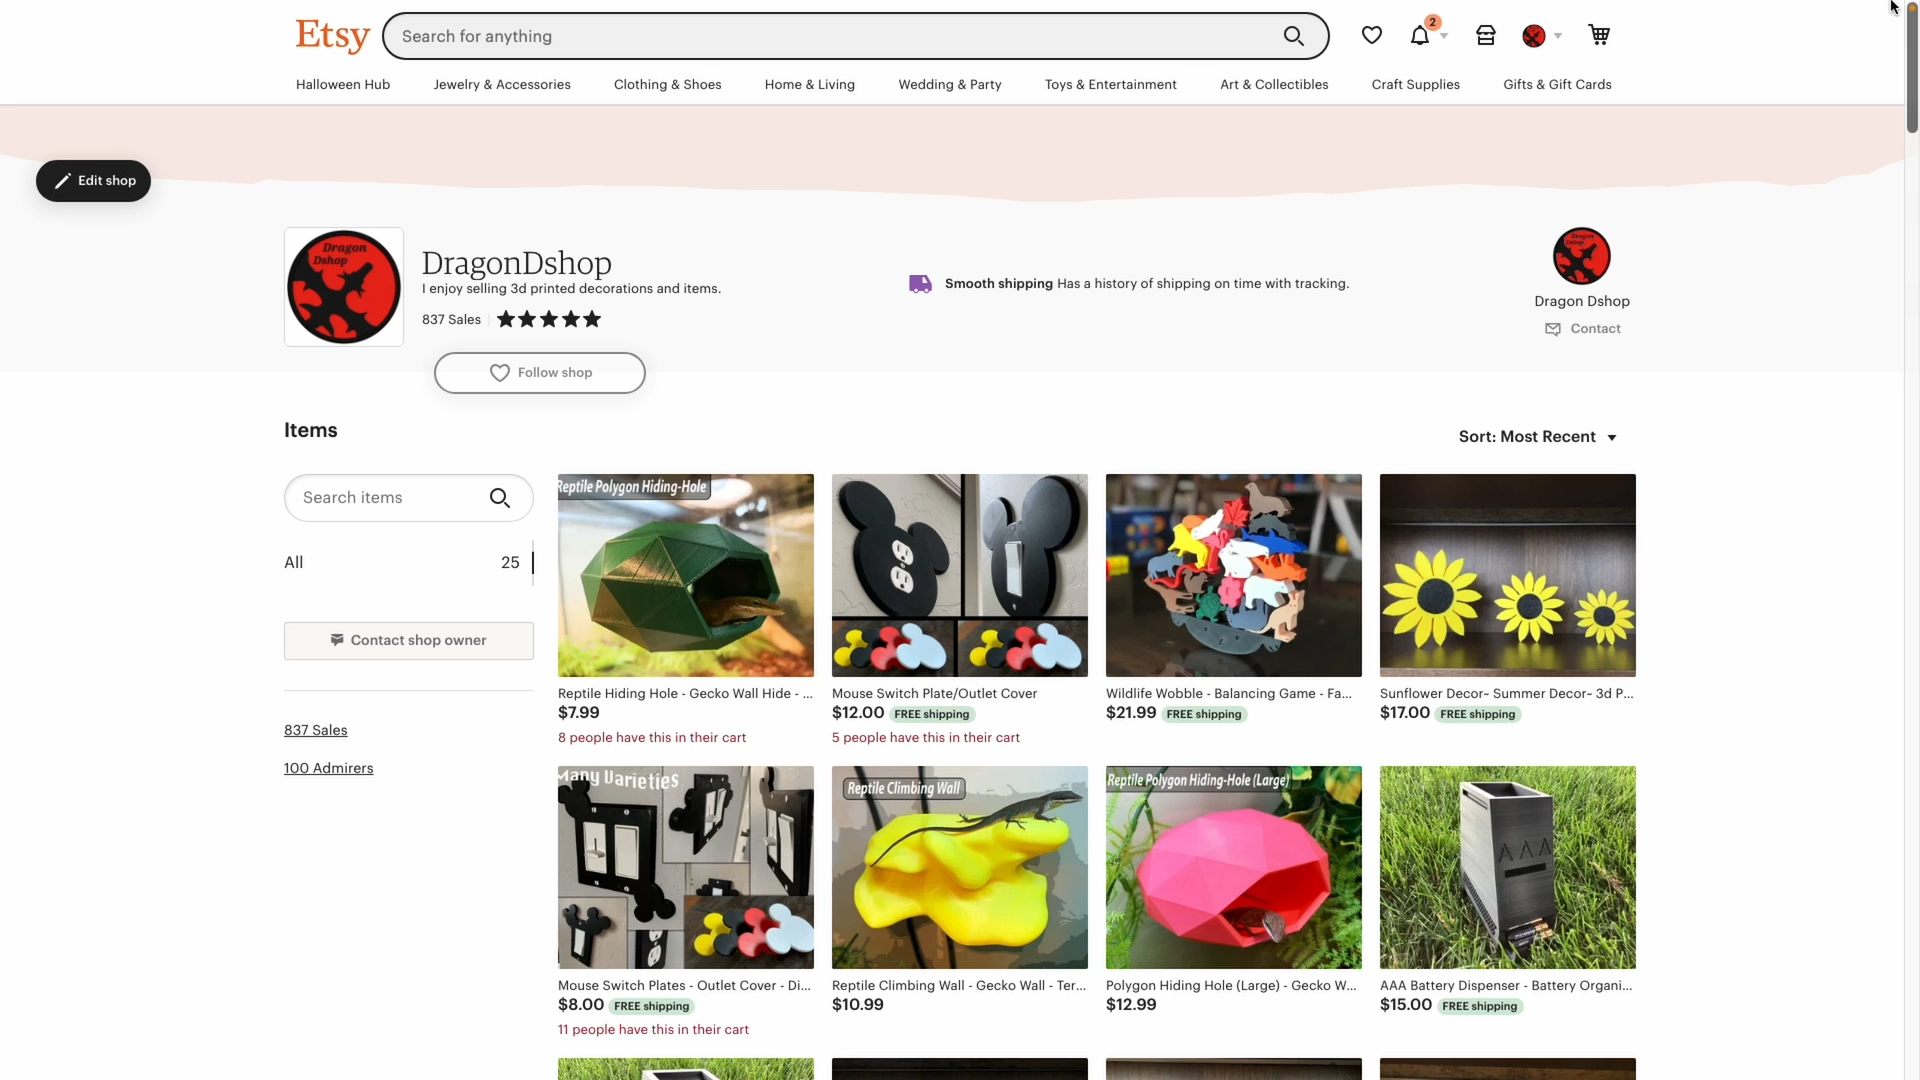 Etsy
Search for anything
2
Halloween Hub
Jewelry & Accessories
Clothing & Shoes
Home & Living
Wedding & Party
Toys & Entertainment
Art & Collectibles
Craft Supplies
Gifts & Gift Cards
Edit shop
Dragon
Dshop
DragonDshop
I enjoy selling 3d printed decorations and items.
837 Sales
Follow shop
Smooth shipping Has a history of shipping on time with tracking.
Dragon
Dshop
Dragon Dshop
Contact
Items
Sort: Most Recent
Search items
All 25
Contact shop owner
837 Sales
100 Admirers
Reptile Polygon Hiding-Hole
Reptile Hiding Hole - Gecko Wall Hide - ...
$7.99
8 people have this in their cart
Mouse Switch Plate/Outlet Cover
$12.00 FREE shipping
5 people have this in their cart
Wildlife Wobble - Balancing Game - Fa...
$21.99 FREE shipping
Sunflower Decor~ Summer Decor~ 3d P...
$17.00 FREE shipping
Many Varieties
Mouse Switch Plates - Outlet Cover - Di...
$8.00 FREE shipping
11 people have this in their cart
Reptile Climbing Wall
Reptile Climbing Wall - Gecko Wall - Ter...
$10.99
Reptile Polygon Hiding-Hole (Large)
Polygon Hiding Hole (Large) - Gecko W...
$12.99
AAA
AAA Battery Dispenser - Battery Organi...
$15.00 FREE shipping